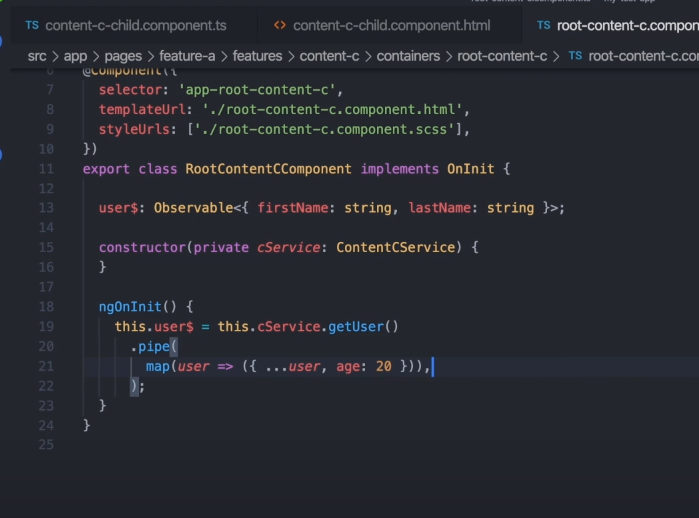 TS content-c-child.component.ts <> content-c-child.component.html TS root-content-c.compon
src > app > pages > feature-a > features > content-c > containers > root-content-c > TS root-content-c.co
6 @Component({
7 selector: 'app-root-content-c',
8 templateUrl: './root-content-c.component.html',
9 styleUrls: ['./root-content-c.component.scss'],
10 })
11 export class RootContentCComponent implements OnInit {
12
13 user$: Observable<{ firstName: string, lastName: string }>;
14
15 constructor(private cService: ContentCService) {
16 }
17
18 ngOnInit() {
19 this.user$ = this.cService.getUser()
20 .pipe(
21 map(user => ({ ...user, age: 20 })),
22 );
23 }
24 }
25